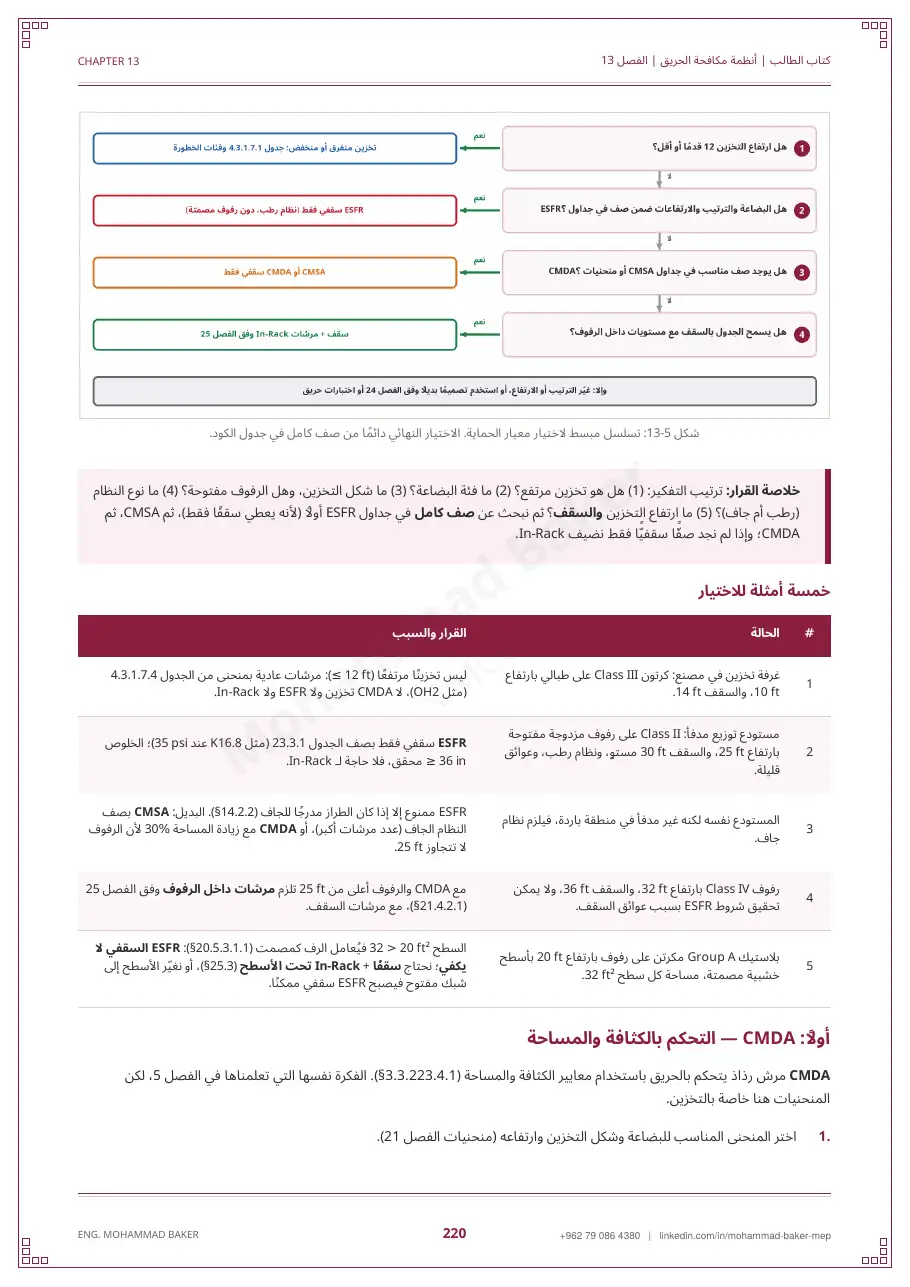 كتاب الطالب | أنظمة مكافحة الحريق | الفصل 13
CHAPTER 13
1 هل ارتفاع التخزين 12 قدمًا أو أقل؟
نعم
تخزين متفرق أو منخفض: جدول 4.3.1.7.1 وفئات الخطورة
لا
2 هل البضاعة والترتيب والارتفاعات ضمن صف في جداول ESFR؟
نعم
ESFR سقفي فقط (نظام رطب، دون رفوف مصمتة)
لا
3 هل يوجد صف مناسب في جداول CMSA أو منحنيات CMDA؟
نعم
CMSA أو CMDA سقفي فقط
لا
4 هل يسمح الجدول بالسقف مع مستويات داخل الرفوف؟
نعم
سقف + مرشات In-Rack وفق الفصل 25
وإلا: غيّر الترتيب أو الارتفاع، أو استخدم تصميمًا بديلًا وفق الفصل 24 أو اختبارات حريق
شكل 5-13: تسلسل مبسط لاختيار معيار الحماية. الاختيار النهائي دائمًا من صف كامل في جدول الكود.
خلاصة القرار: ترتيب التفكير: (1) هل هو تخزين مرتفع؟ (2) ما فئة البضاعة؟ (3) ما شكل التخزين، وهل الرفوف مفتوحة؟ (4) ما نوع النظام
(رطب أم جاف)؟ (5) ما ارتفاع التخزين والسقف؟ ثم نبحث عن صف كامل في جداول ESFR أولًا (لأنه يعطي سقفًا فقط)، ثم CMSA، ثم
CMDA؛ وإذا لم نجد صفًّا سقفيًّا فقط نضيف In-Rack.
خمسة أمثلة للاختيار
# الحالة القرار والسبب
1
غرفة تخزين في مصنع: كرتون Class III على طبالي بارتفاع
10 ft، والسقف 14 ft.
ليس تخزينًا مرتفعًا (≤ 12 ft): مرشات عادية بمنحنى من الجدول 4.3.1.7.4
(مثل OH2)، لا CMDA تخزين ولا ESFR ولا In-Rack.
2
مستودع توزيع مدفأ: Class II على رفوف مزدوجة مفتوحة
بارتفاع 25 ft، والسقف 30 ft مستوٍ، ونظام رطب، وعوائق
قليلة.
ESFR سقفي فقط بصف الجدول 23.3.1 (مثل K16.8 عند 35 psi)؛ الخلوص
≥ 36 in محقق، فلا حاجة لـ In-Rack.
3
المستودع نفسه لكنه غير مدفأ في منطقة باردة، فيلزم نظام
جاف.
ESFR ممنوع إلا إذا كان الطراز مدرجًا للجاف (§14.2.2). البديل: CMSA بصف
النظام الجاف (عدد مرشات أكبر)، أو CMDA مع زيادة المساحة 30% لأن الرفوف
لا تتجاوز 25 ft.
4
رفوف Class IV بارتفاع 32 ft، والسقف 36 ft، ولا يمكن
تحقيق شروط ESFR بسبب عوائق السقف.
مع CMDA والرفوف أعلى من 25 ft تلزم مرشات داخل الرفوف وفق الفصل 25
(§21.4.2.1)، مع مرشات السقف.
5
بلاستيك Group A مكرتن على رفوف بارتفاع 20 ft بأسطح
خشبية مصمتة، مساحة كل سطح 32 ft².
السطح 32 > 20 ft² فيُعامل الرف كمصمت (§20.5.3.1.1): ESFR السقفي لا
يكفي؛ نحتاج سقفًا + In-Rack تحت الأسطح (§25.3)، أو نغيّر الأسطح إلى
شبك مفتوح فيصبح ESFR سقفي ممكنًا.
أولًا: CMDA — التحكم بالكثافة والمساحة
CMDA مرش رذاذ يتحكم بالحريق باستخدام معايير الكثافة والمساحة (§3.3.223.4.1). الفكرة نفسها التي تعلمناها في الفصل 5، لكن
المنحنيات هنا خاصة بالتخزين.
1. اختر المنحنى المناسب للبضاعة وشكل التخزين وارتفاعه (منحنيات الفصل 21).
ENG. MOHAMMAD BAKER
220
+962 79 086 4380 | linkedin.com/in/mohammad-baker-mep